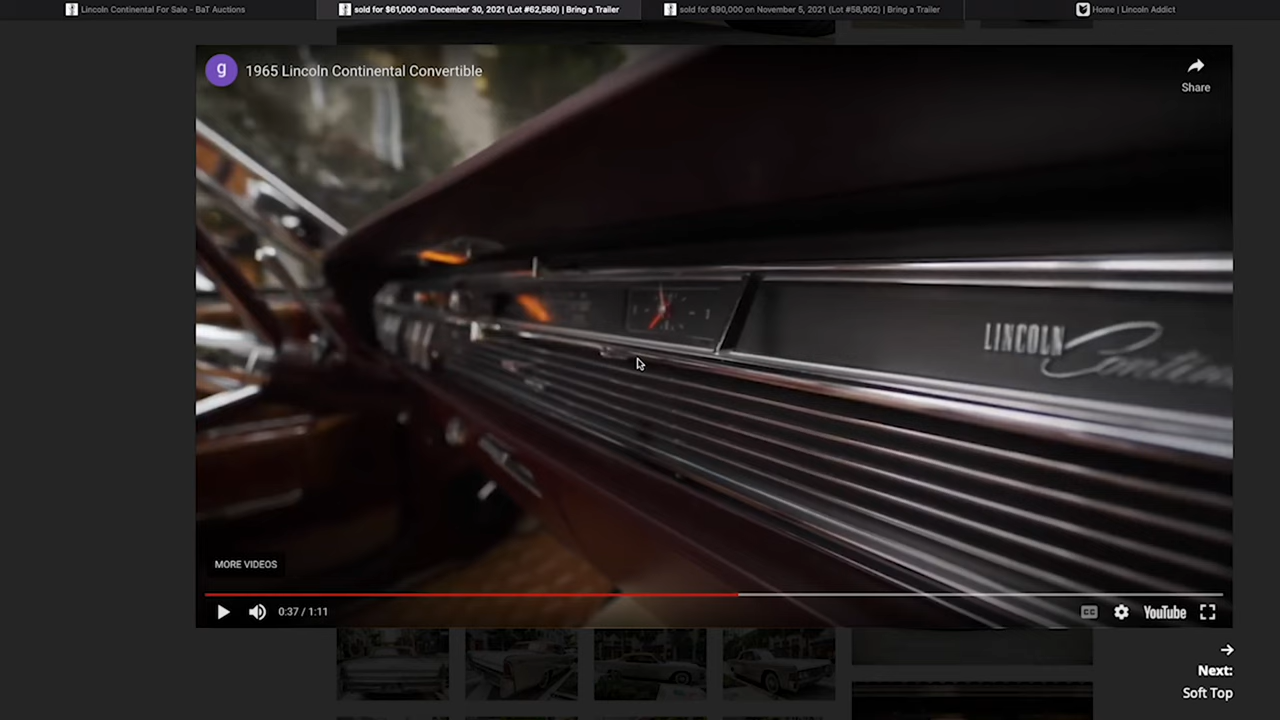 Lincoln Continental For Sale - BaT Auctions
sold for $61,000 on December 30, 2021 (Lot #62,580) | Bring a Trailer
sold for $90,000 on November 5, 2021 (Lot #58,902) | Bring a Trailer
Home | Lincoln Addict
g
1965 Lincoln Continental Convertible
Share
LINCOLN
MORE VIDEOS
0:37 / 1:11
CC
YouTube
Next:
Soft Top